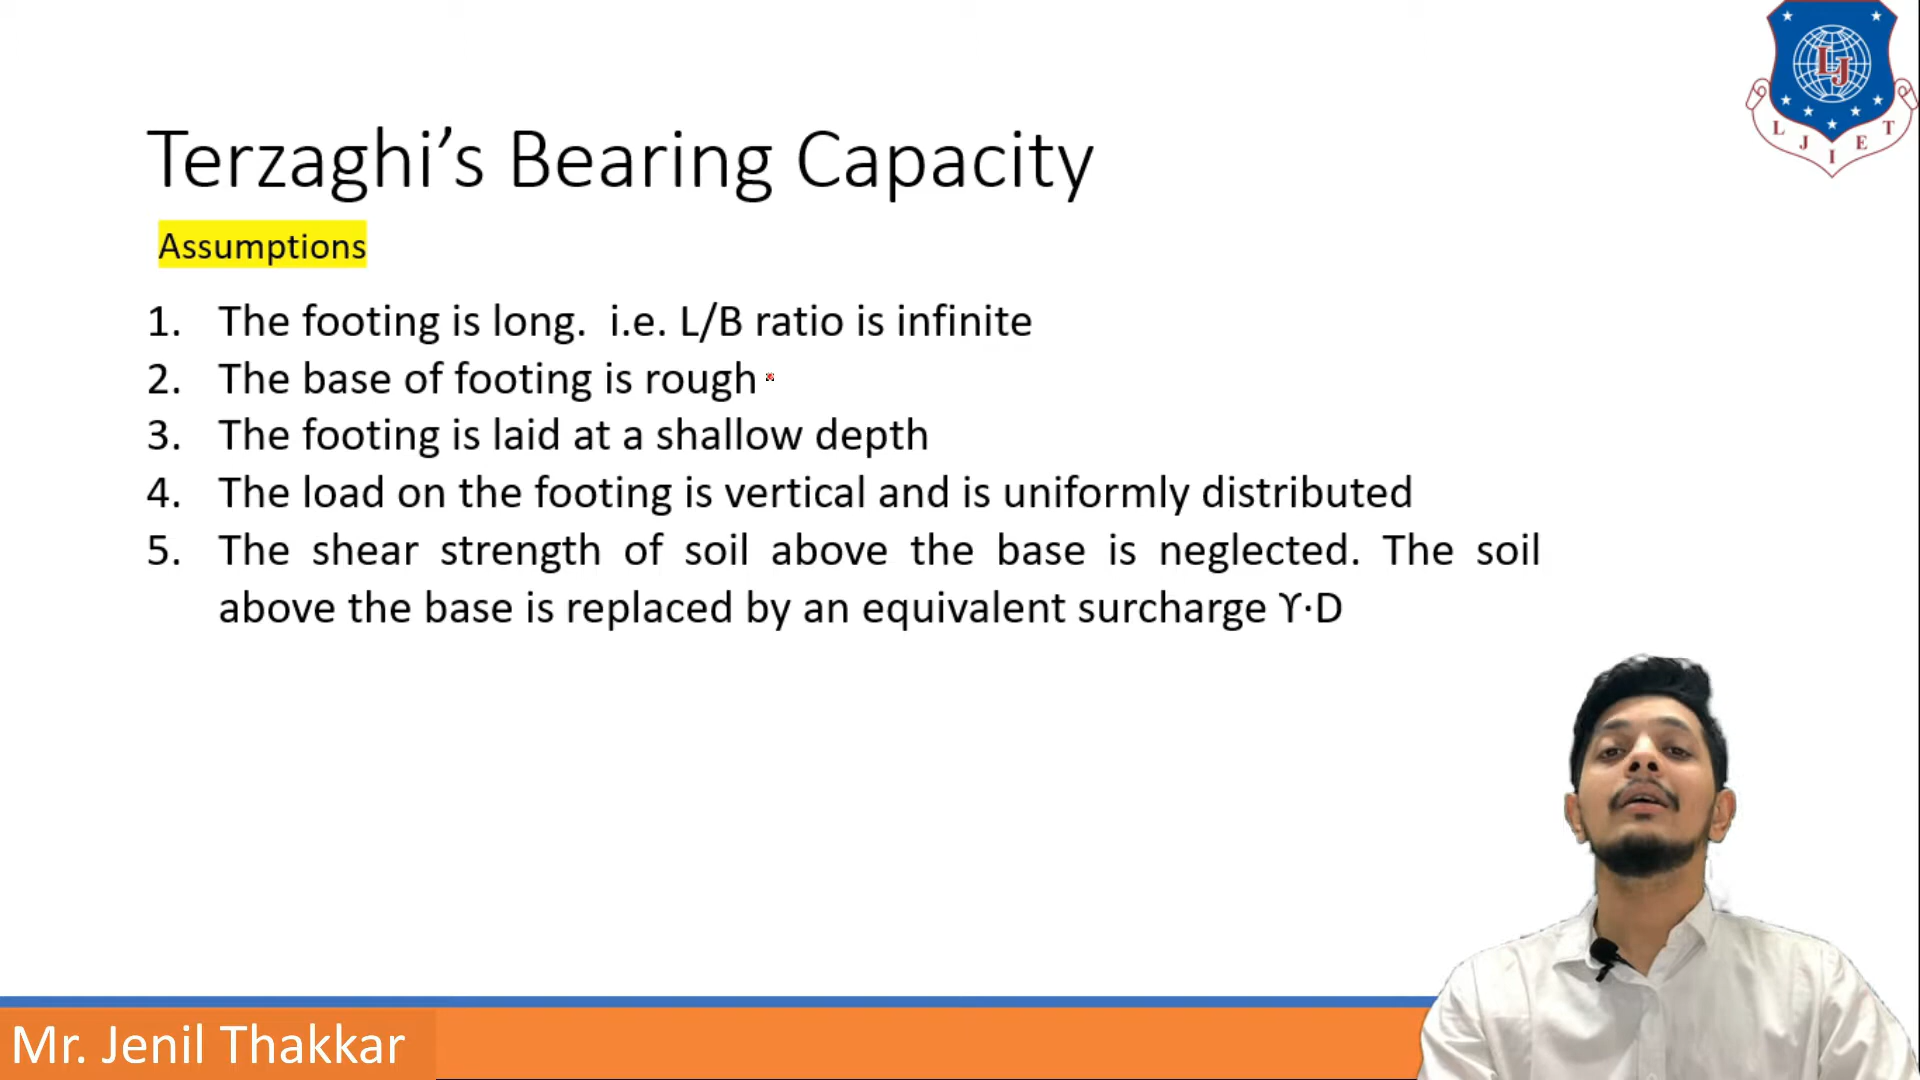 LJ
L J I E T
Terzaghi’s Bearing Capacity
Assumptions
1. The footing is long. i.e. L/B ratio is infinite
2. The base of footing is rough
3. The footing is laid at a shallow depth
4. The load on the footing is vertical and is uniformly distributed
5. The shear strength of soil above the base is neglected. The soil
above the base is replaced by an equivalent surcharge ϒ·D
Mr. Jenil Thakkar